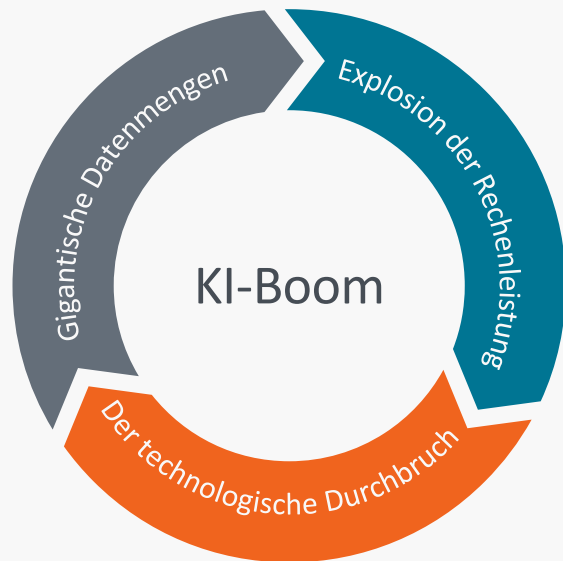 KI-Boom
Explosion der Rechenleistung
Der technologische Durchbruch
Gigantische Datenmengen